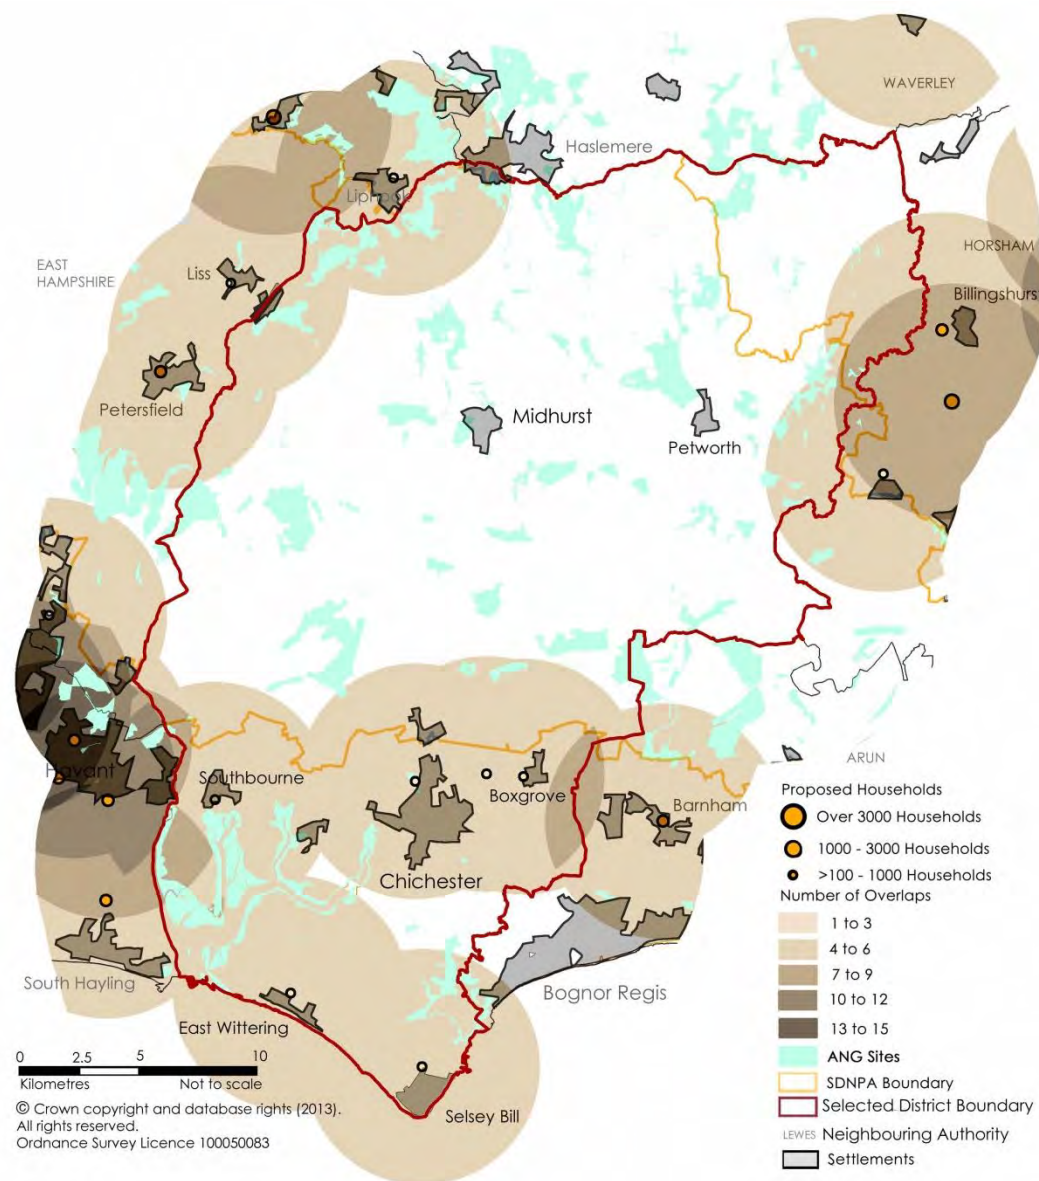 WAVERLEY
Haslemere
Liphook
HORSHAM
EAST
HAMPSHIRE
Liss
Billingshurst
Petersfield
Midhurst
Petworth
ARUN
Havant
Southbourne
Boxgrove
Barnham
Chichester
South Hayling
Bognor Regis
East Wittering
Selsey Bill
Proposed Households
Over 3000 Households
1000 - 3000 Households
>100 - 1000 Households
Number of Overlaps
1 to 3
4 to 6
7 to 9
10 to 12
13 to 15
ANG Sites
SDNPA Boundary
Selected District Boundary
LEWES Neighbouring Authority
Settlements
0 2.5 5 10
Kilometres Not to scale
© Crown copyright and database rights (2013).
All rights reserved.
Ordnance Survey Licence 100050083